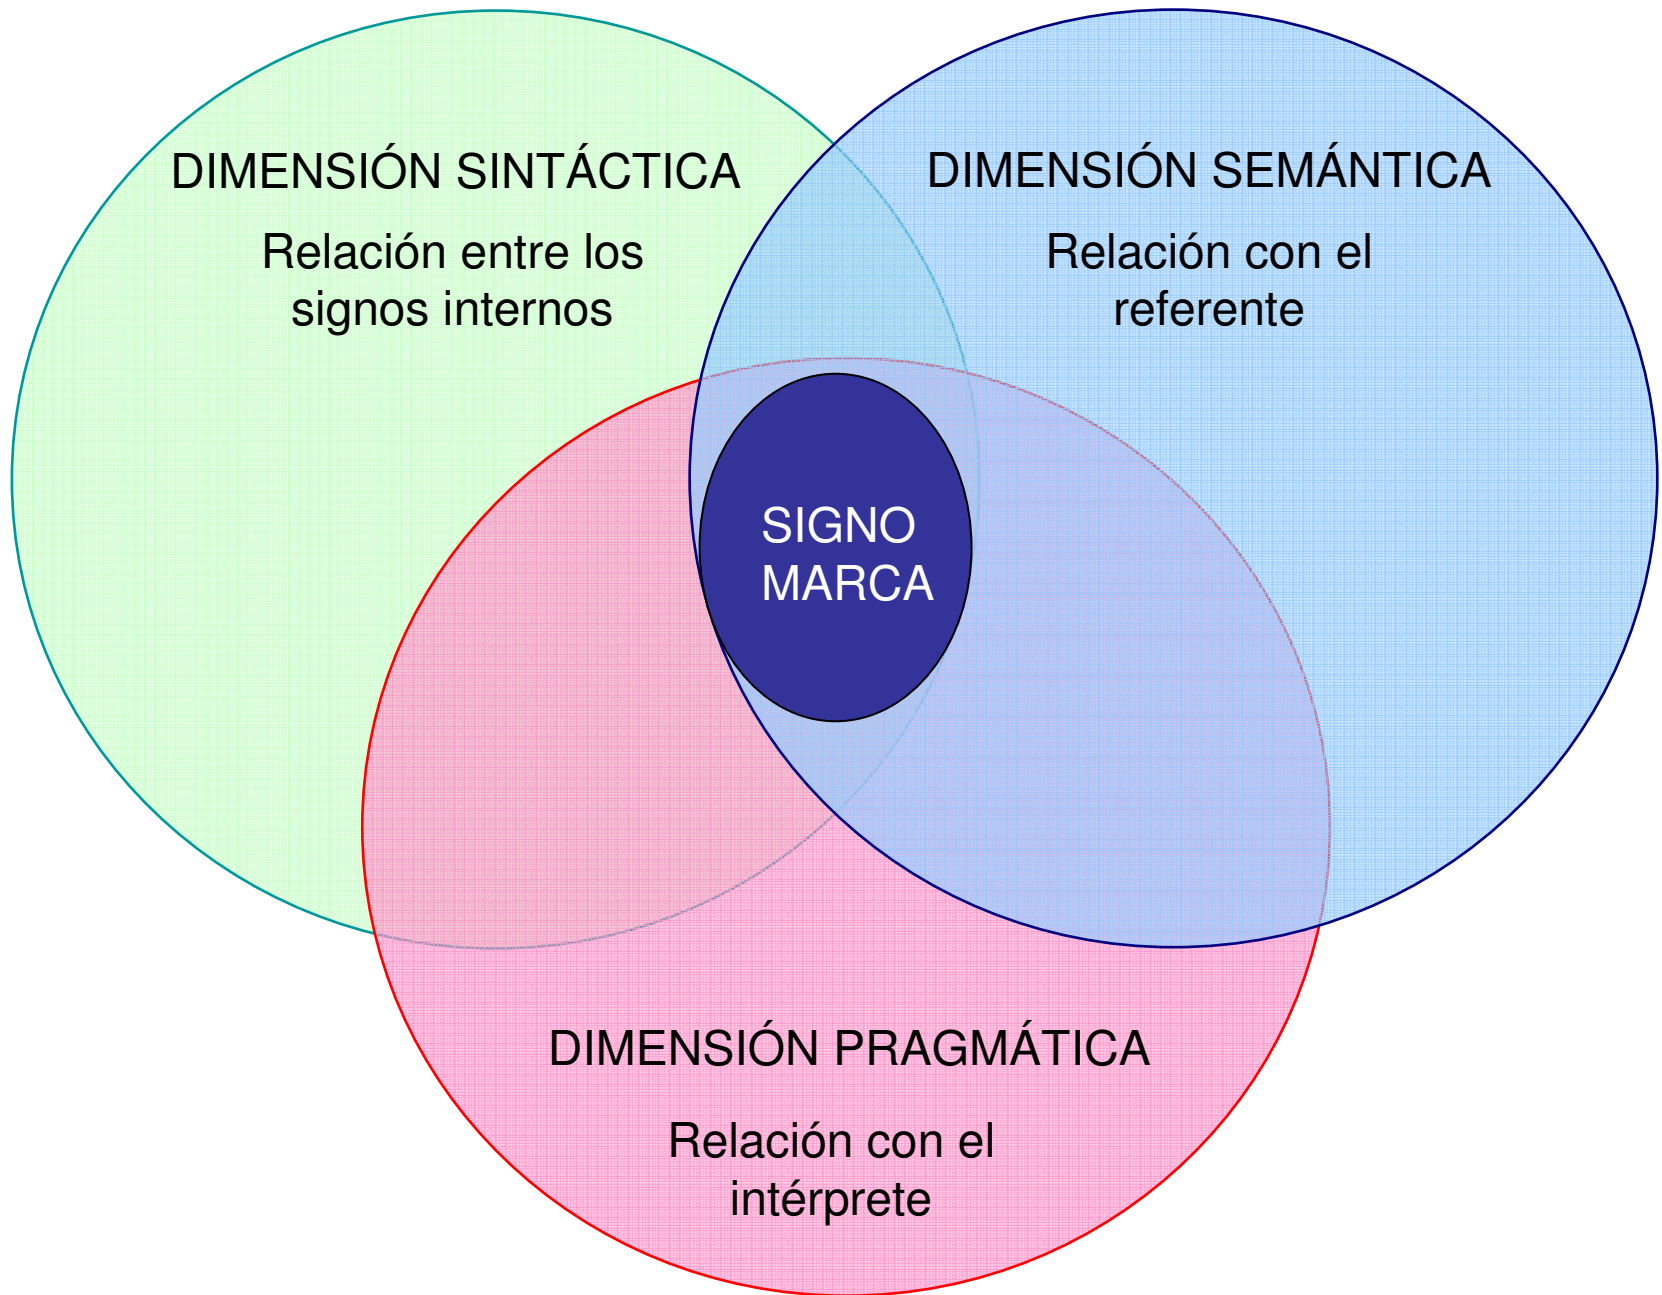 DIMENSIÓN SINTÁCTICA
Relación entre los
signos internos
DIMENSIÓN SEMÁNTICA
Relación con el
referente
SIGNO
MARCA
DIMENSIÓN PRAGMÁTICA
Relación con el
intérprete